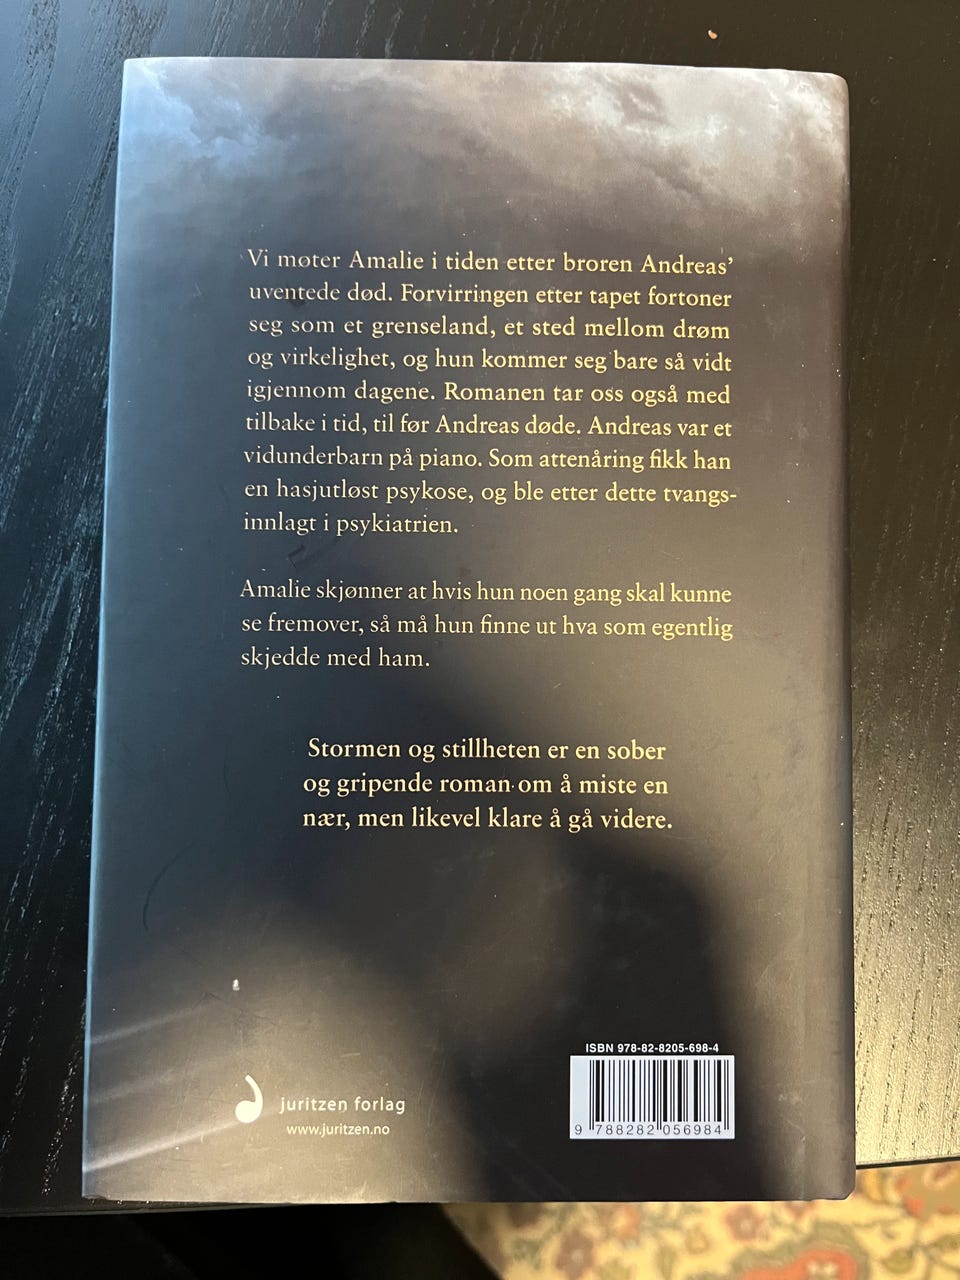 Vi møter Amalie i tiden etter broren Andreas’
uventede død. Forvirringen etter tapet fortoner
seg som et grenseland, et sted mellom drøm
og virkelighet, og hun kommer seg bare så vidt
igjennom dagene. Romanen tar oss også med
tilbake i tid, til før Andreas døde. Andreas var et
vidunderbarn på piano. Som attenåring fikk han
en hasjutløst psykose, og ble etter dette tvangs-
innlagt i psykiatrien.
Amalie skjønner at hvis hun noen gang skal kunne
se fremover, så må hun finne ut hva som egentlig
skjedde med ham.
Stormen og stillheten er en sober
og gripende roman om å miste en
nær, men likevel klare å gå videre.
juritzen forlag
www.juritzen.no
ISBN 978-82-8205-698-4
9 788282 056984